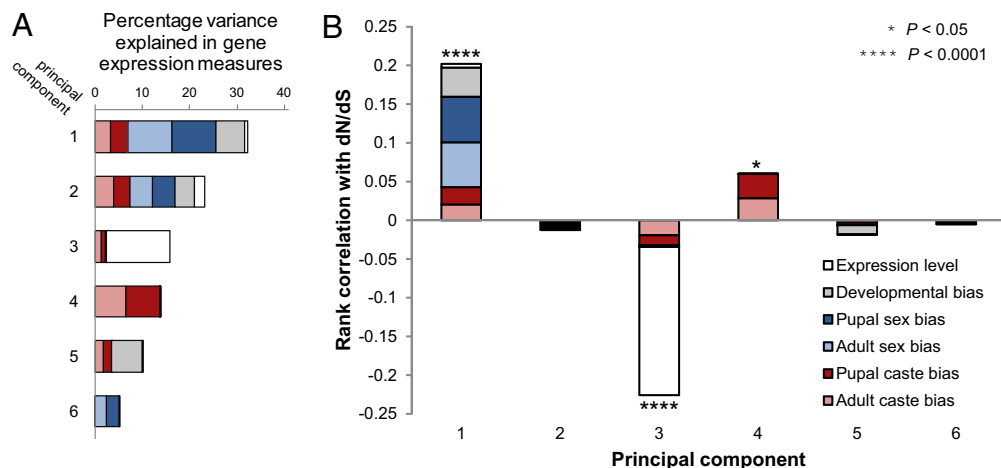 A
Percentage variance
explained in gene
expression measures
principal
component
0 10 20 30 40
1
2
3
4
5
6
B
* P < 0.05
**** P < 0.0001
Rank correlation with dN/dS
0.25
0.2
0.15
0.1
0.05
0
-0.05
-0.1
-0.15
-0.2
-0.25
****
*
****
Expression level
Developmental bias
Pupal sex bias
Adult sex bias
Pupal caste bias
Adult caste bias
1 2 3 4 5 6
Principal component